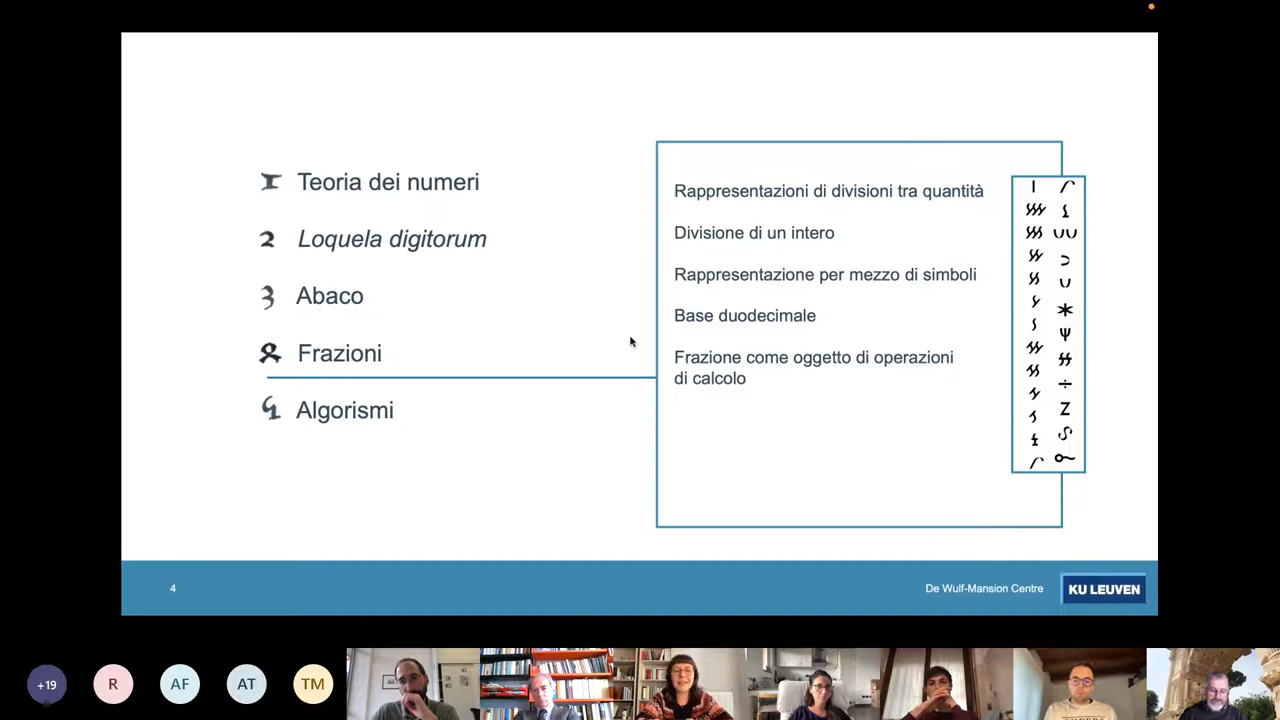 Teoria dei numeri
2 Loquela digitorum
3 Abaco
Frazioni
Algorismi
Rappresentazioni di divisioni tra quantità
Divisione di un intero
Rappresentazione per mezzo di simboli
Base duodecimale
Frazione come oggetto di operazioni
di calcolo
4
De Wulf-Mansion Centre
KU LEUVEN
+19
R
AF
AT
TM